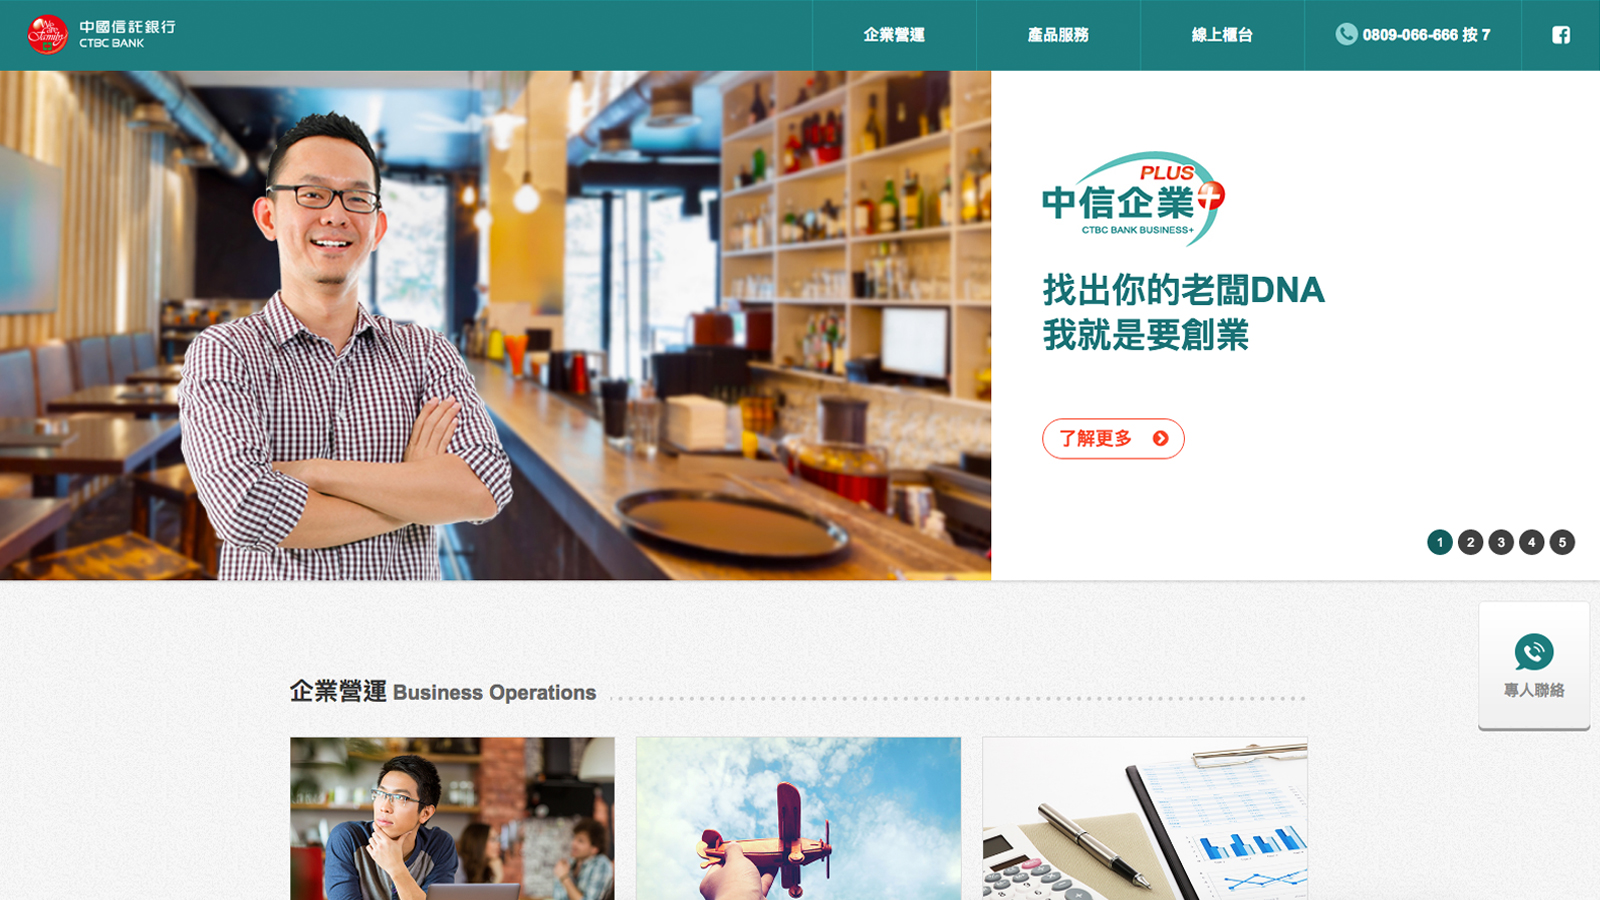 We are Family
中國信託銀行
CTBC BANK
企業營運
產品服務
線上櫃台
0809-066-666 按 7
PLUS
中信企業
CTBC BANK BUSINESS+
找出你的老闆DNA
我就是要創業
了解更多
1 2 3 4 5
專人聯絡
企業營運 Business Operations